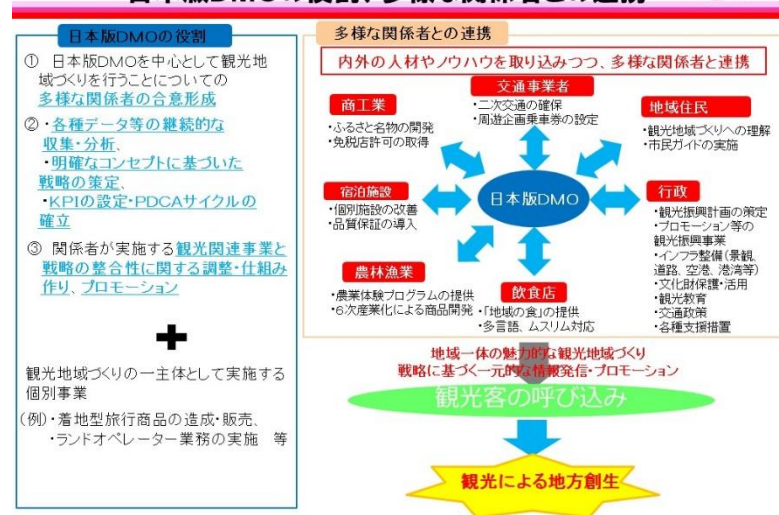 日本版DMOの役割、多様な関係者との連携
日本版DMOの役割
① 日本版DMOを中心として観光地
域づくりを行うことについての
多様な関係者の合意形成
②・各種データ等の継続的な
収集・分析、
・明確なコンセプトに基づいた
戦略の策定、
・KPIの設定・PDCAサイクルの
確立
③ 関係者が実施する観光関連事業と
戦略の整合性に関する調整・仕組み
作り、プロモーション
+
観光地域づくりの一主体として実施する
個別事業
(例)・着地型旅行商品の造成・販売、
・ランドオペレーター業務の実施 等
多様な関係者との連携
内外の人材やノウハウを取り込みつつ、多様な関係者と連携
交通事業者
・二次交通の確保
・周遊企画乗車券の設定
商工業
・ふるさと名物の開発
・免税店許可の取得
地域住民
・観光地域づくりへの理解
・市民ガイドの実施
宿泊施設
・個別施設の改善
・品質保証の導入
日本版DMO
行政
・観光振興計画の策定
・プロモーション等の
観光振興事業
・インフラ整備(景観、
道路、空港、港湾等)
・文化財保護・活用
・観光教育
・交通政策
・各種支援措置
農林漁業
・農業体験プログラムの提供
・6次産業化による商品開発
飲食店
・「地域の食」の提供
・多言語、ムスリム対応
地域一体の魅力的な観光地域づくり
戦略に基づく一元的な情報発信・プロモーション
観光客の呼び込み
観光による地方創生